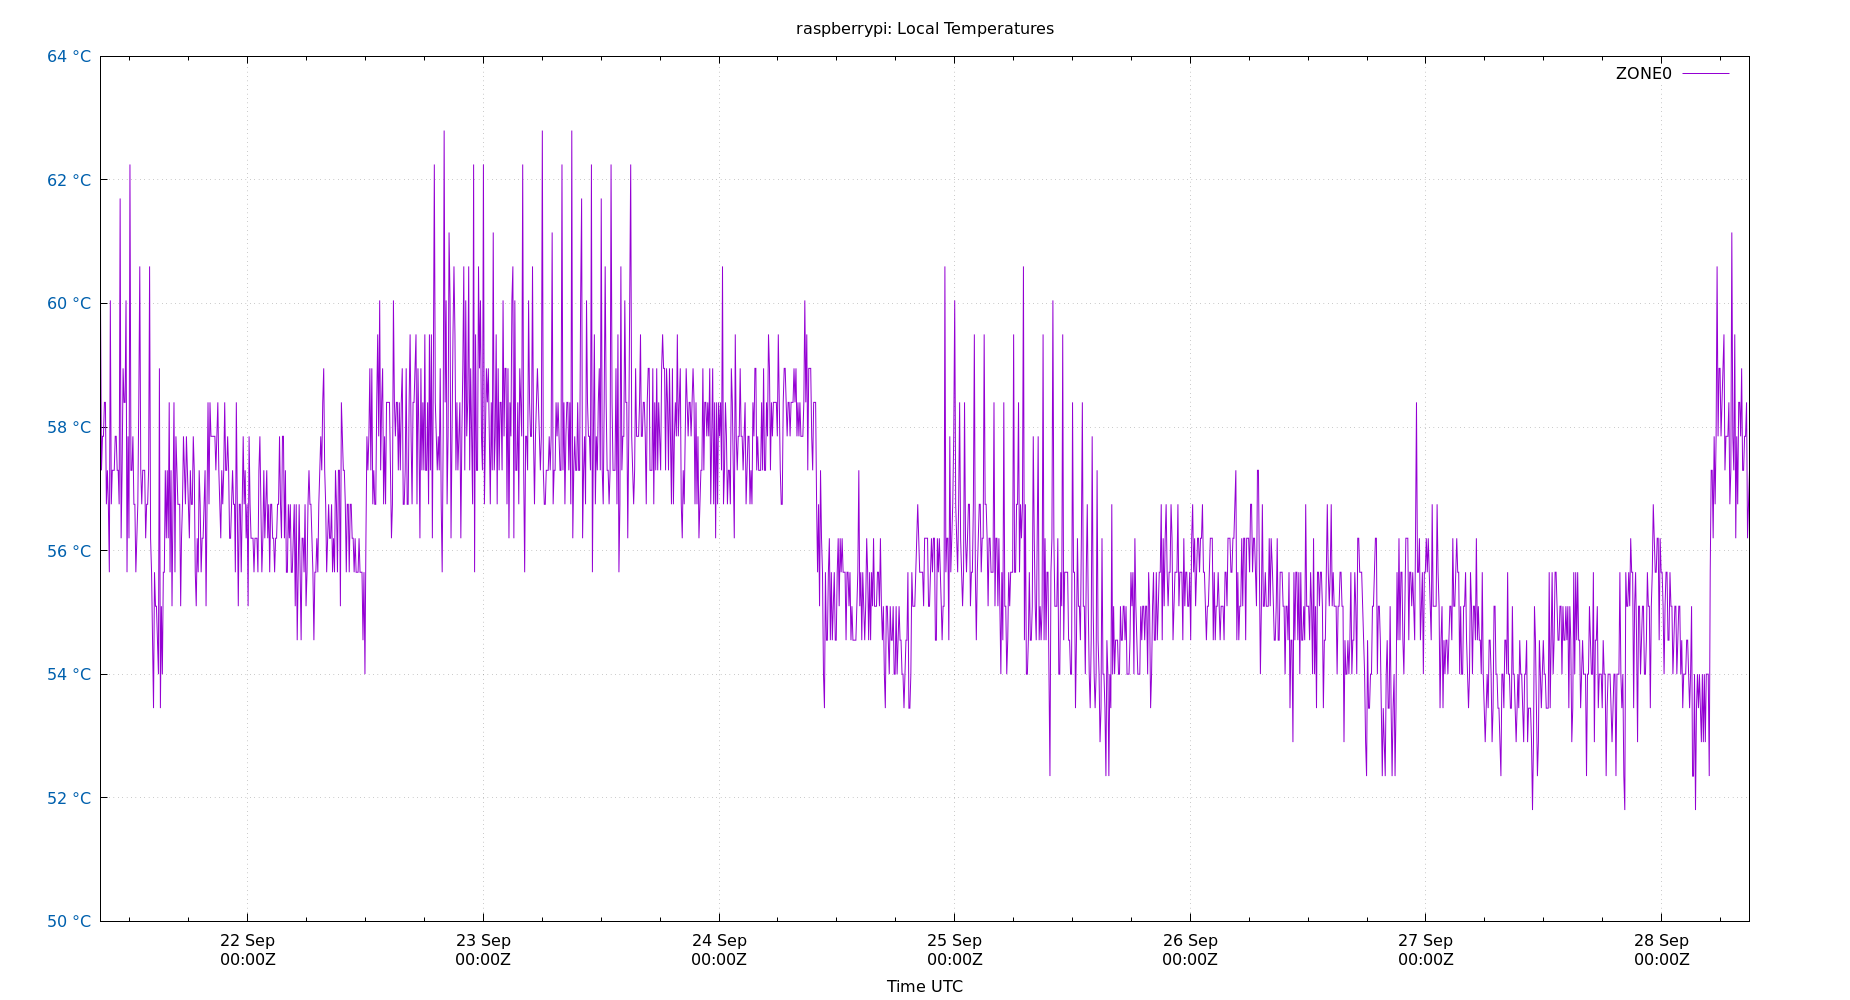 raspberrypi: Local Temperatures
64 °C
ZONE0
62 °C
60 °C
58 °C
56 °C
54 °C
52 °C
50 °C
22 Sep 23 Sep 24 Sep 25 Sep 26 Sep 27 Sep 28 Sep
00:00Z 00:00Z 00:00Z 00:00Z 00:00Z 00:00Z 00:00Z
Time UTC